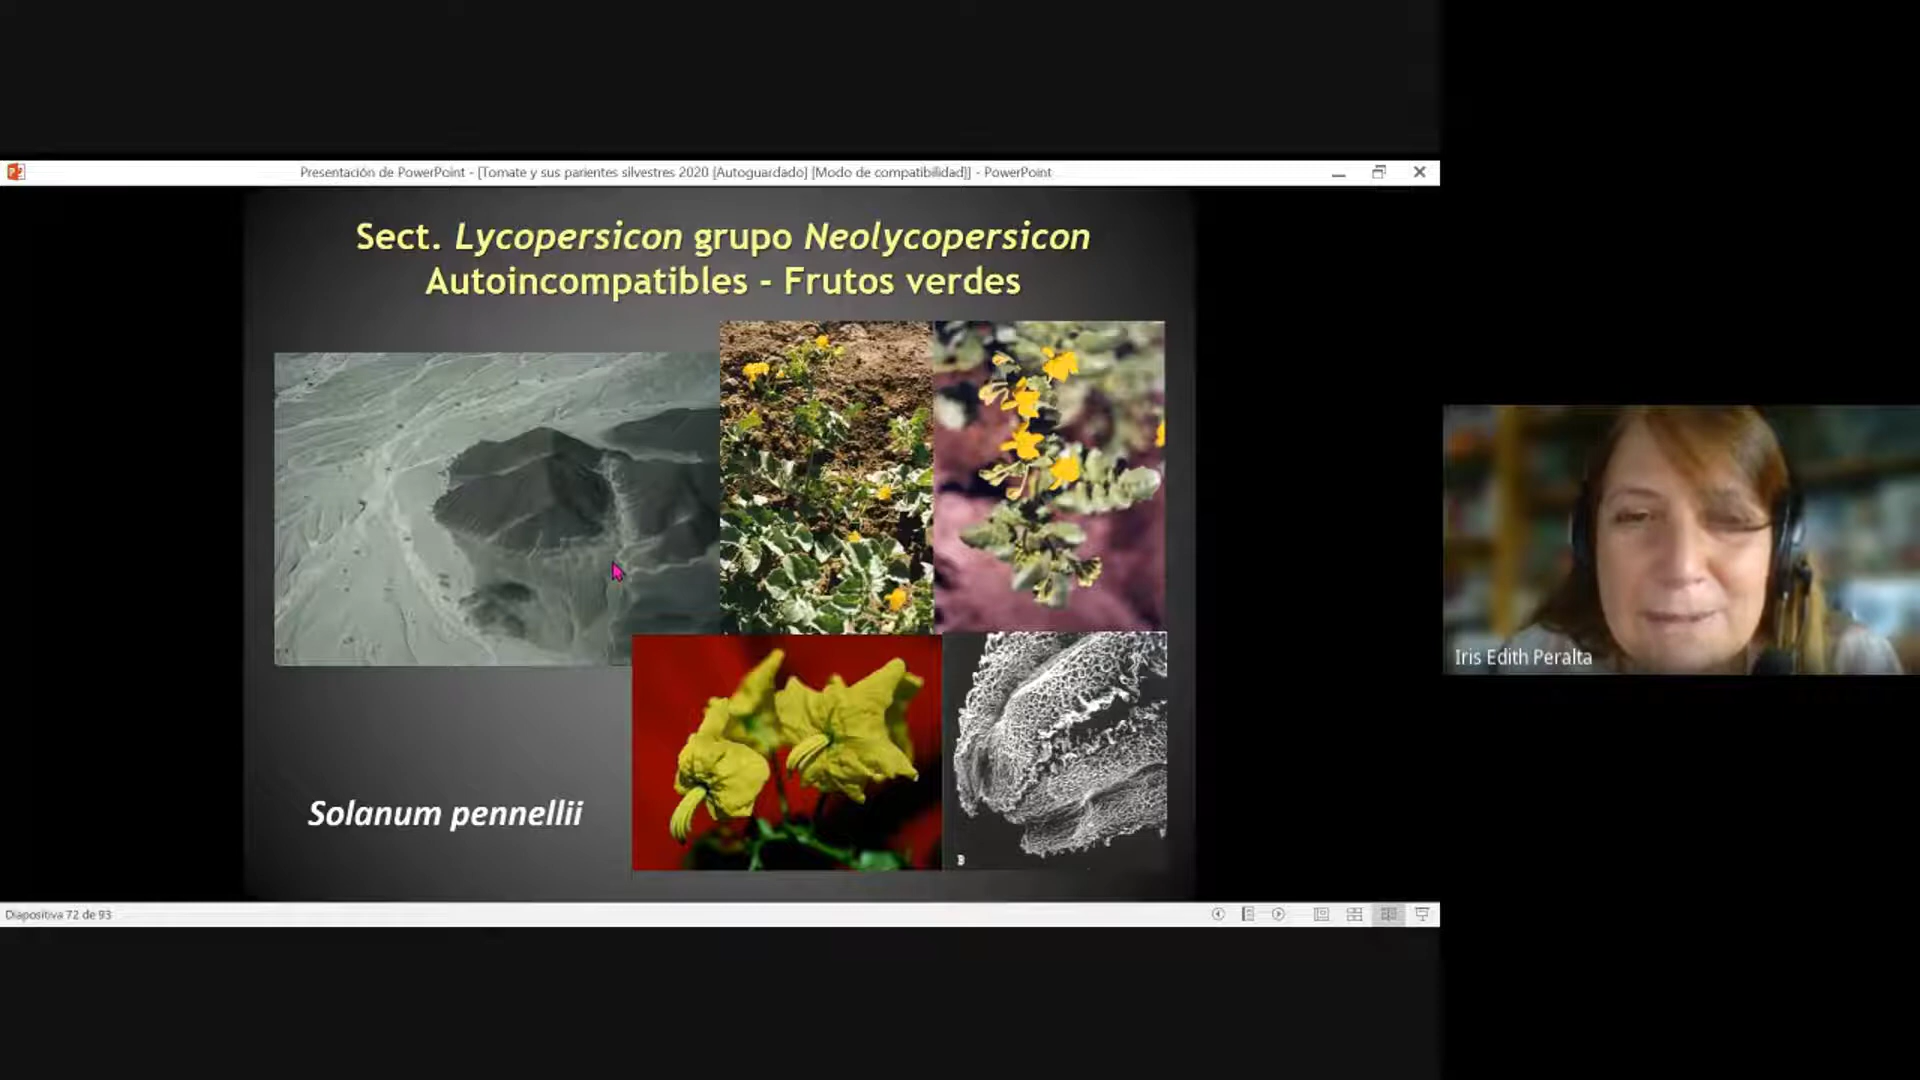 Presentación de PowerPoint - [Tomate y sus parientes silvestres 2020 [Autoguardado] [Modo de compatibilidad]] - PowerPoint
Sect. Lycopersicon grupo Neolycopersicon
Autoincompatibles - Frutos verdes
Solanum pennellii
B
Iris Edith Peralta
Diapositiva 72 de 93